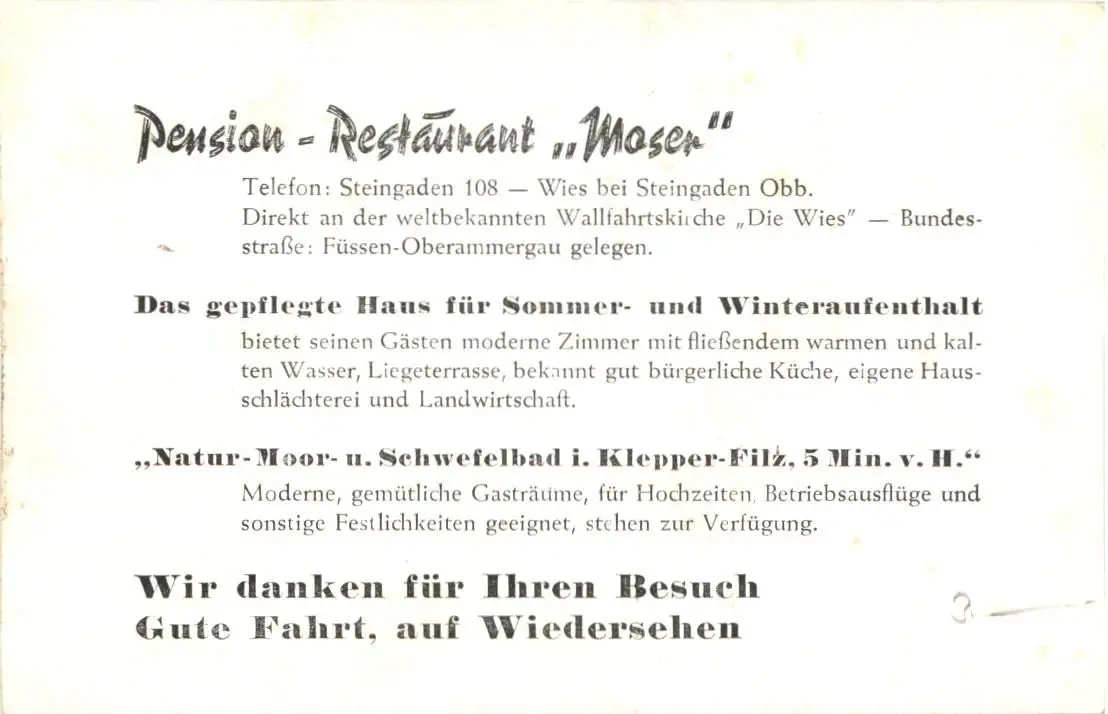 Pension - Restaurant „Moser“
Telefon: Steingaden 108 — Wies bei Steingaden Obb.
Direkt an der weltbekannten Wallfahrtskirche „Die Wies" — Bundes-
straße: Füssen-Oberammergau gelegen.
Das gepflegte Haus für Sommer- und Winteraufenthalt
bietet seinen Gästen moderne Zimmer mit fließendem warmen und kal-
ten Wasser, Liegeterrasse, bekannt gut bürgerliche Küche, eigene Haus-
schlächterei und Landwirtschaft.
„Natur-Moor- u. Schwefelbad i. Klepper-Filz, 5 Min. v. H.“
Moderne, gemütliche Gasträume, für Hochzeiten, Betriebsausflüge und
sonstige Festlichkeiten geeignet, stehen zur Verfügung.
Wir danken für Ihren Besuch
Gute Fahrt, auf Wiedersehen